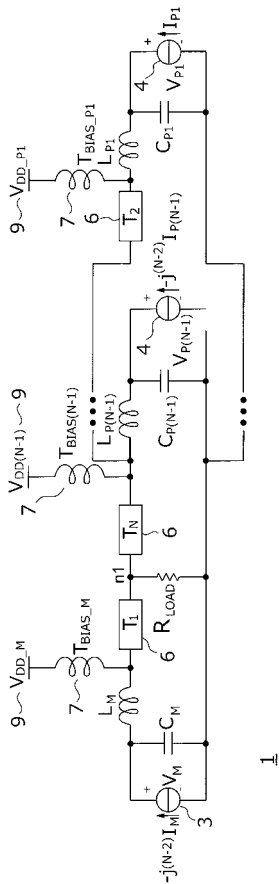 9 V_DD_M
7 T_BIAS_M
L_M
-j^(N-2) I_M
V_M
3
C_M
T_1
6
n1
R_LOAD
T_N
6
V_DD(N-1) 9
T_BIAS(N-1)
7
L_P(N-1)
C_P(N-1)
4
V_P(N-1)
-j^(N-2) I_P(N-1)
9 V_DD_P1
7 T_BIAS_P1
T_2
6
L_P1
C_P1
4
V_P1
I_P1
1